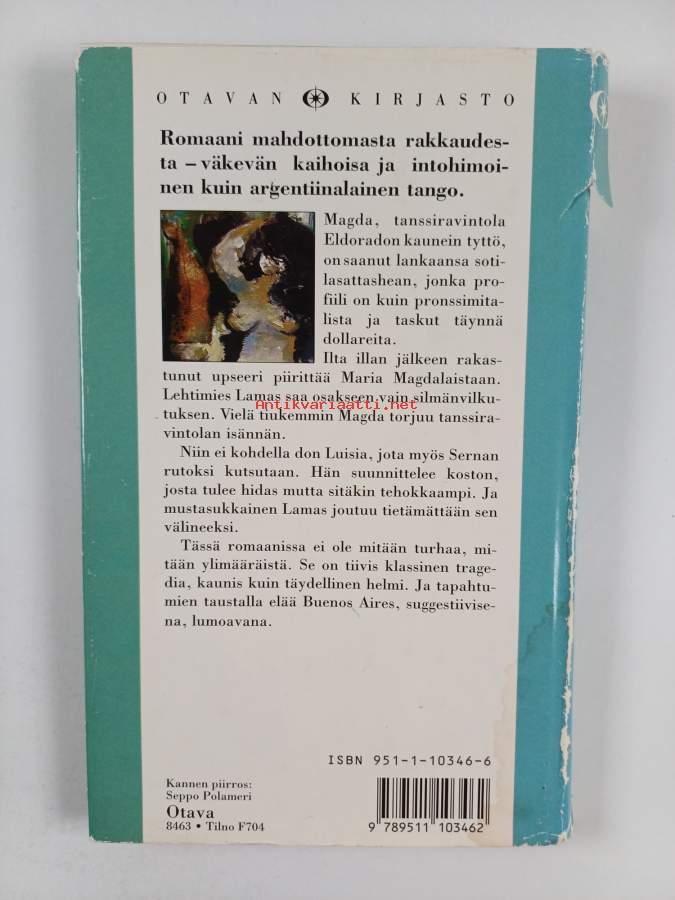 OTAVAN KIRJASTO
Romaani mahdottomasta rakkaudes-
ta – väkevän kaihoisa ja intohimoi-
nen kuin argentiinalainen tango.
Magda, tanssiravintola
Eldoradon kaunein tyttö,
on saanut lankaansa soti-
lasattashean, jonka pro-
fiili on kuin pronssimita-
lista ja taskut täynnä
dollareita.
Ilta illan jälkeen rakas-
tunut upseeri piirittää Maria Magdalaistaan.
Lehtimies Lamas saa osakseen vain silmänvilku-
Antikvariaatti.net
tuksen. Vielä tiukemmin Magda torjuu tanssira-
vintolan isännän.
Niin ei kohdella don Luisia, jota myös Sernan
rutoksi kutsutaan. Hän suunnittelee koston,
josta tulee hidas mutta sitäkin tehokkaampi. Ja
mustasukkainen Lamas joutuu tietämättään sen
välineeksi.
Tässä romaanissa ei ole mitään turhaa, mi-
tään ylimääräistä. Se on tiivis klassinen trage-
dia, kaunis kuin täydellinen helmi. Ja tapahtu-
mien taustalla elää Buenos Aires, suggestiivise-
na, lumoavana.
ISBN 951-1-10346-6
Kannen piirros:
Seppo Polameri
Otava
8463 • Tilno F704
9 789511 103462